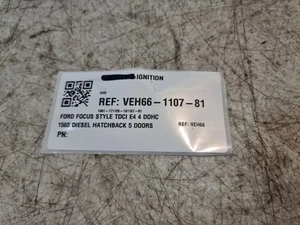 IGNITION
REF: VEH66-1107-81
FORD FOCUS STYLE TDCI E4 4 DOHC
1560 DIESEL HATCHBACK 5 DOORS
REF: VEH66
PN: